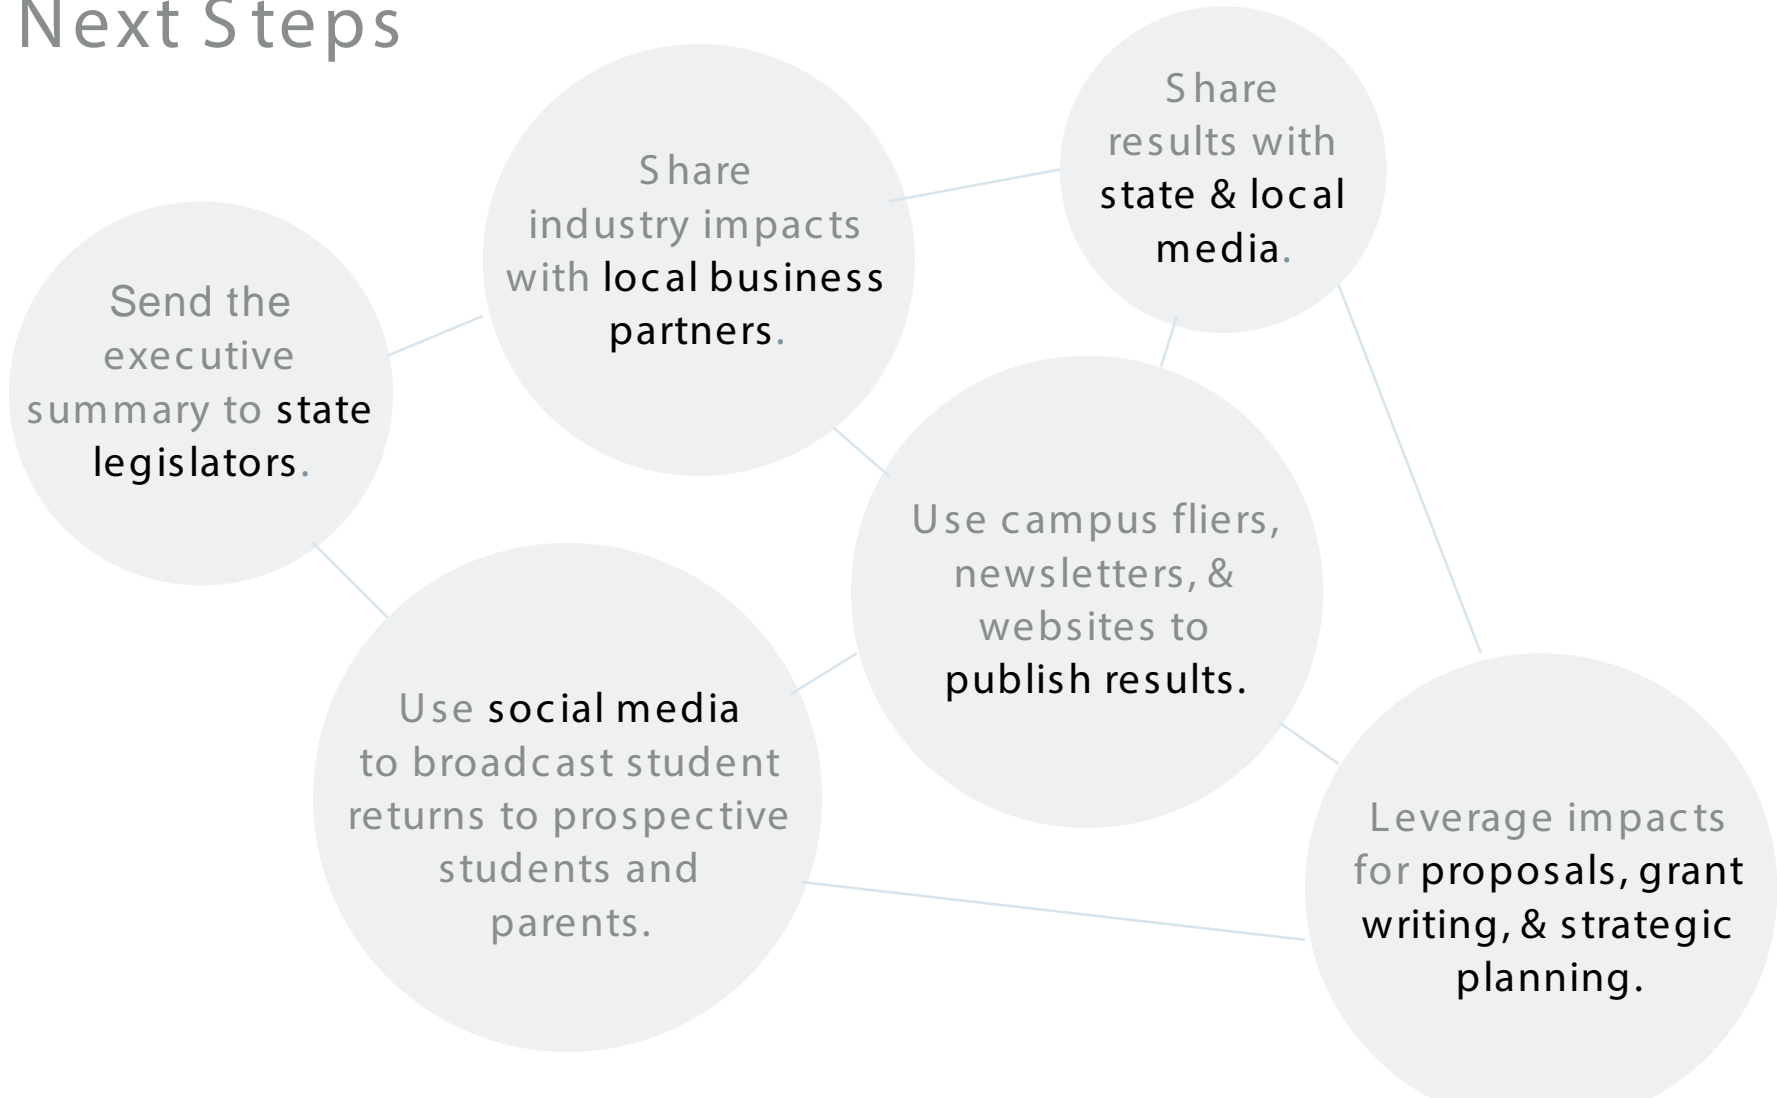 Next Steps
Send the
executive
summary to state
legislators.
Share
industry impacts
with local business
partners.
Share
results with
state & local
media.
Use campus fliers,
newsletters, &
websites to
publish results.
Use social media
to broadcast student
returns to prospective
students and
parents.
Leverage impacts
for proposals, grant
writing, & strategic
planning.